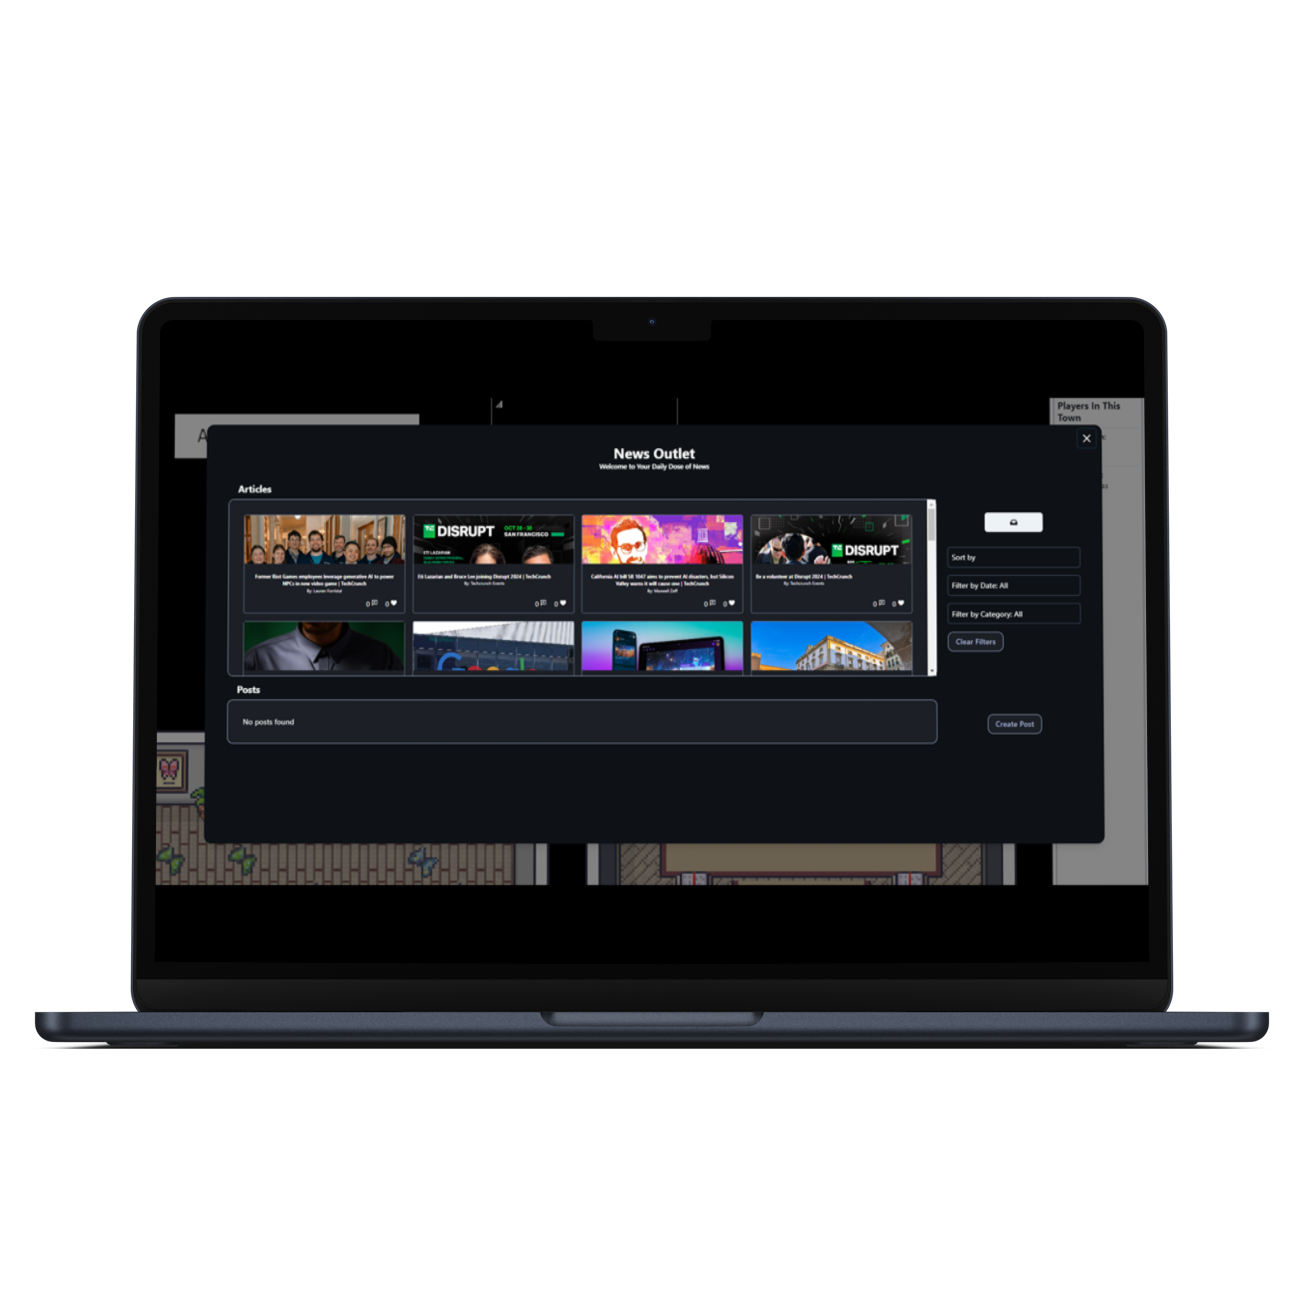 Players In This
Town
A
News Outlet
Welcome to Your Daily Dose of News
Articles
DISRUPT
OCT 28 - 30
SAN FRANCISCO
ETI LAZARIAN
DISRUPT
Former Riot Games employees leverage generative AI to power
NPCs in new video game | TechCrunch
By: Lauren Forristal
0 0
Eti Lazarian and Bruce Lee joining Disrupt 2024 | TechCrunch
By: Techcrunch Events
0 0
California AI bill SB 1047 aims to prevent AI disasters, but Silicon
Valley warns it will cause one | TechCrunch
By: Maxwell Zeff
0 0
Be a volunteer at Disrupt 2024 | TechCrunch
By: Techcrunch Events
0 0
Google
Sort by
Filter by Date: All
Filter by Category: All
Clear Filters
Posts
No posts found
Create Post